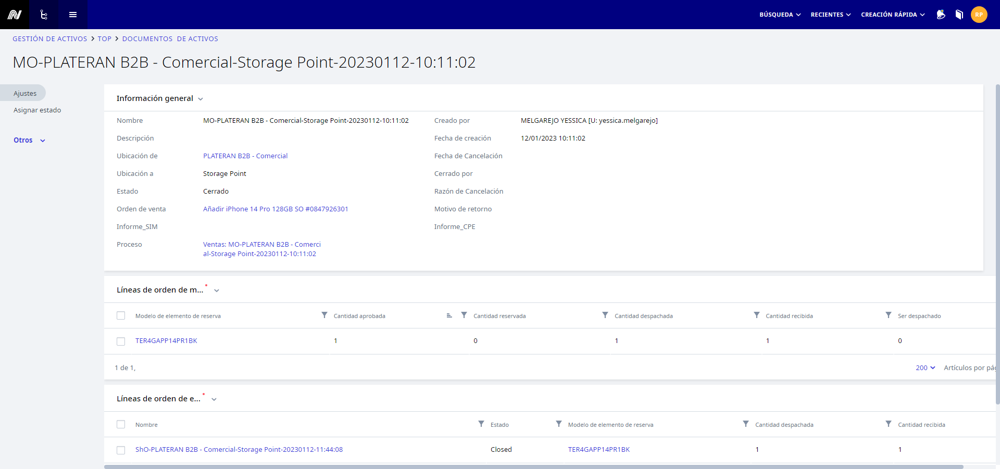 BÚSQUEDA RECIENTES CREACIÓN RÁPIDA RP
GESTIÓN DE ACTIVOS TOP DOCUMENTOS DE ACTIVOS
MO-PLATERAN B2B - Comercial-Storage Point-20230112-10:11:02
Ajustes
Asignar estado
Otros
Información general
Nombre MO-PLATERAN B2B - Comercial-Storage Point-20230112-10:11:02 Creado por MELGAREJO YESSICA [U: yessica.melgarejo]
Descripción Fecha de creación 12/01/2023 10:11:02
Ubicación de PLATERAN B2B - Comercial Fecha de Cancelación
Ubicación a Storage Point Cerrado por
Estado Cerrado Razón de Cancelación
Orden de venta Añadir iPhone 14 Pro 128GB SO #0847926301 Motivo de retorno
Informe_SIM Informe_CPE
Proceso Ventas: MO-PLATERAN B2B - Comerci
al-Storage Point-20230112-10:11:02
Líneas de orden de m...
Modelo de elemento de reserva Cantidad aprobada Cantidad reservada Cantidad despachada Cantidad recibida Ser despachado
TER4GAPP14PR1BK 1 0 1 1 0
1 de 1, 200 Artículos por pág
Líneas de orden de e...
Nombre Estado Modelo de elemento de reserva Cantidad despachada Cantidad recibida
ShO-PLATERAN B2B - Comercial-Storage Point-20230112-11:44:08 Closed TER4GAPP14PR1BK 1 1